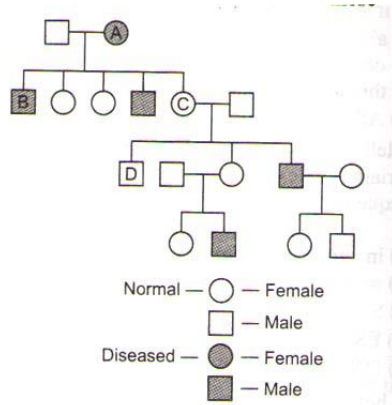 A
B
C
D
Normal — — Female
— Male
Diseased — — Female
— Male